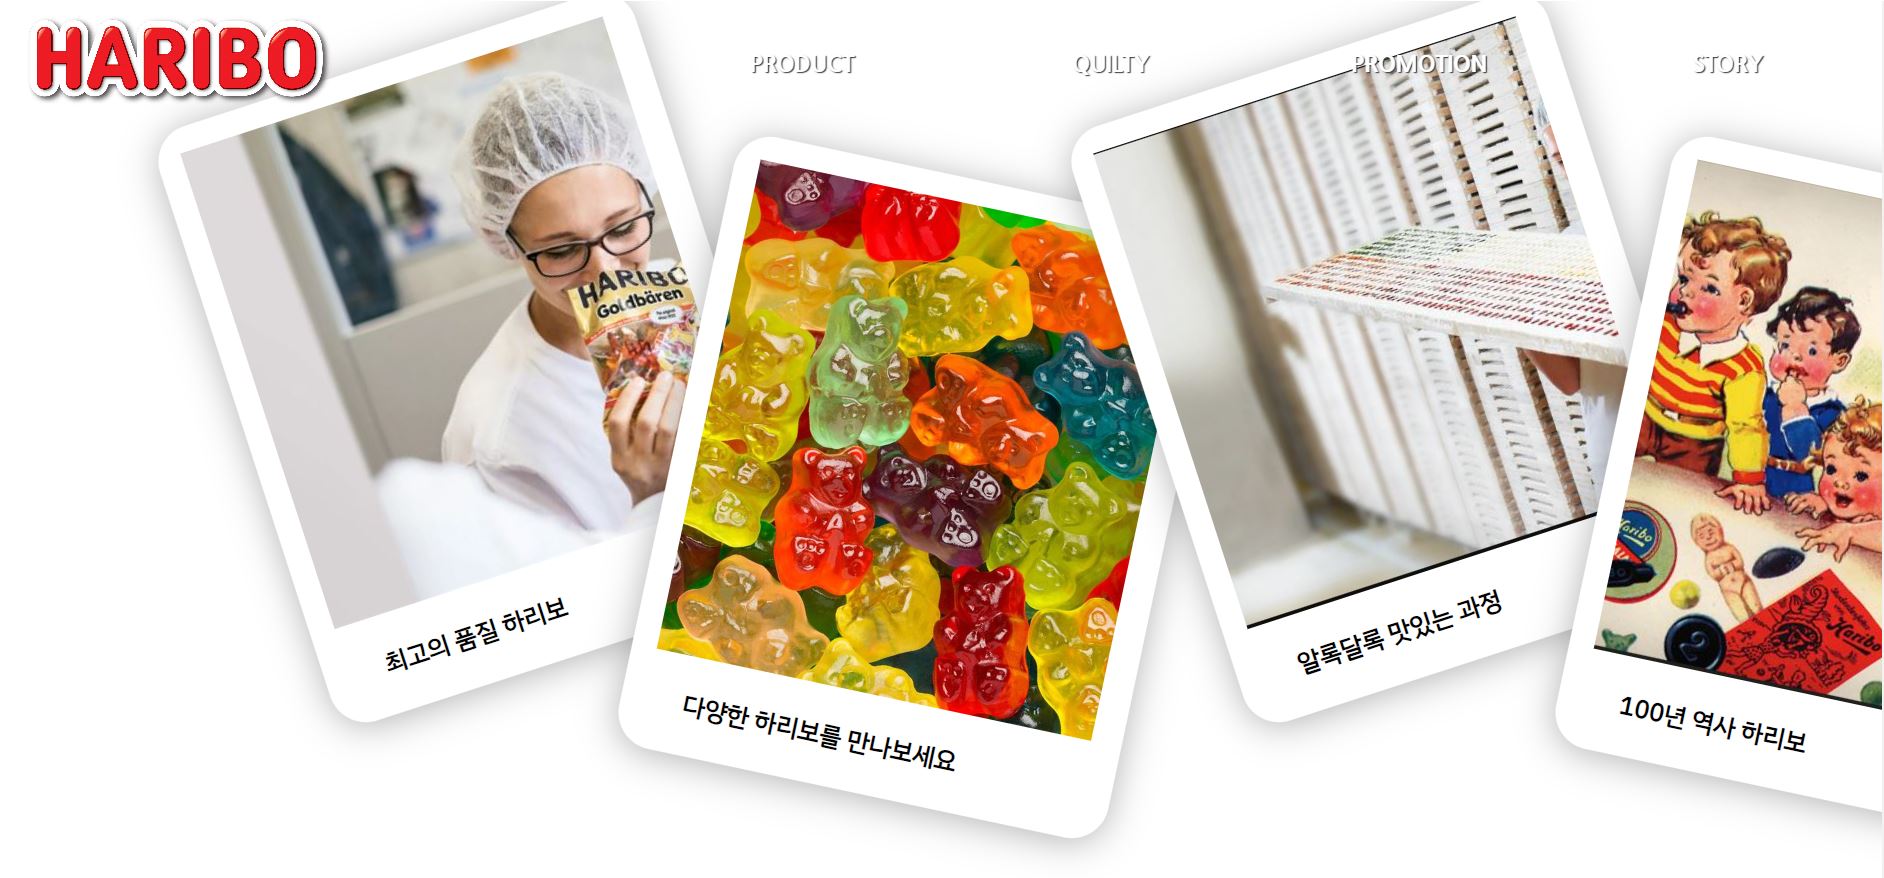 HARIBO
PRODUCT
QUILTY
PROMOTION
STORY
HARIBO
Goldbären
최고의 품질 하리보
다양한 하리보를 만나보세요
알록달록 맛있는 과정
Haribo
Haribo
100년 역사 하리보